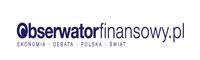 Obserwatorfinansowy.pl
EKONOMIA · DEBATA · POLSKA · ŚWIAT